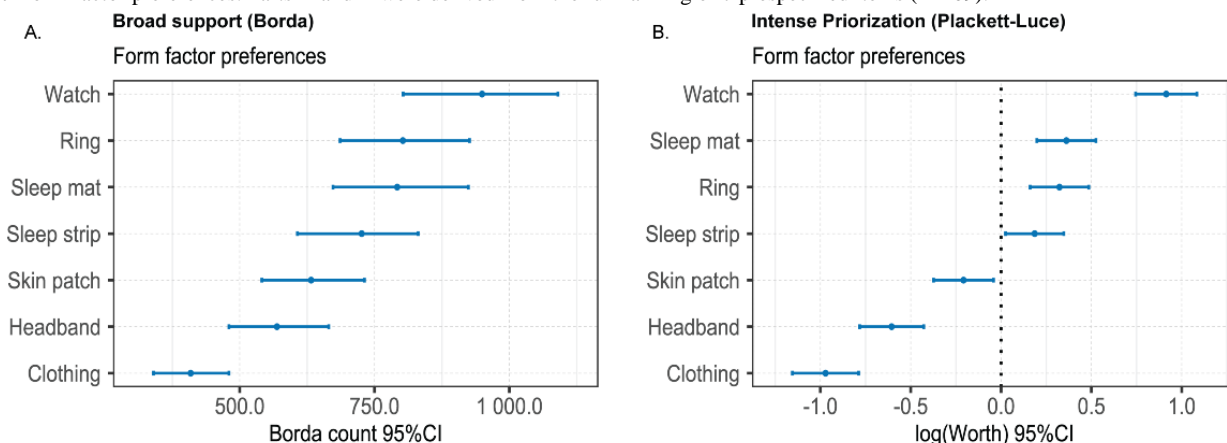 Broad support (Borda)
A.
Form factor preferences
Watch
Ring
Sleep mat
Sleep strip
Skin patch
Headband
Clothing
500.0 750.0 1 000.0
Borda count 95%CI
Intense Priorization (Plackett-Luce)
B.
Form factor preferences
Watch
Sleep mat
Ring
Sleep strip
Skin patch
Headband
Clothing
-1.0 -0.5 0.0 0.5 1.0
log(Worth) 95%CI